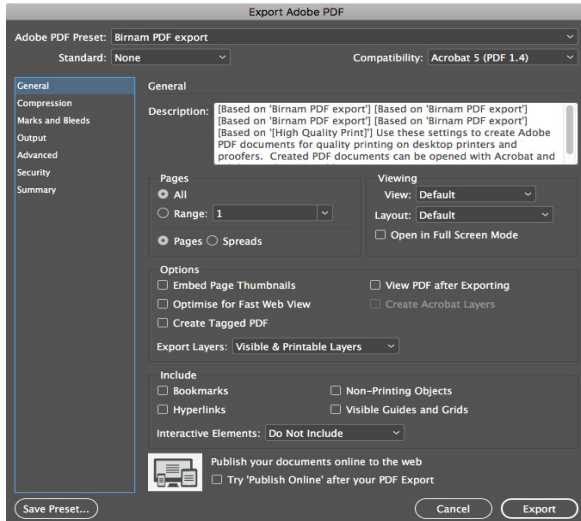 Export Adobe PDF
Adobe PDF Preset: Birnam PDF export
Standard: None Compatibility: Acrobat 5 (PDF 1.4)
General
Compression
Marks and Bleeds
Output
Advanced
Security
Summary
General
Description: [Based on 'Birnam PDF export'] [Based on 'Birnam PDF export']
[Based on 'Birnam PDF export'] [Based on 'Birnam PDF export']
[Based on '[High Quality Print]'] Use these settings to create Adobe
PDF documents for quality printing on desktop printers and
proofers. Created PDF documents can be opened with Acrobat and
Pages
All
Range: 1
Pages Spreads
Viewing
View: Default
Layout: Default
Open in Full Screen Mode
Options
Embed Page Thumbnails View PDF after Exporting
Optimise for Fast Web View Create Acrobat Layers
Create Tagged PDF
Export Layers: Visible & Printable Layers
Include
Bookmarks Non-Printing Objects
Hyperlinks Visible Guides and Grids
Interactive Elements: Do Not Include
Publish your documents online to the web
Try 'Publish Online' after your PDF Export
Save Preset... Cancel Export